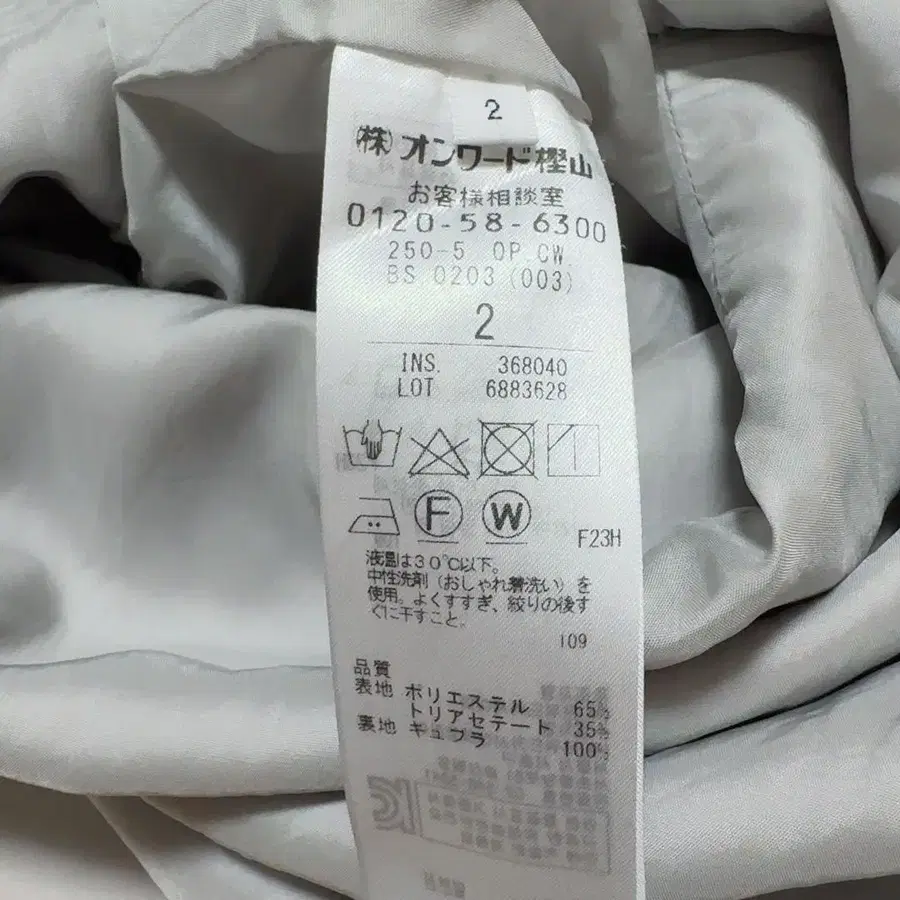 2
(株)オンワード樫山
お客様相談室
0120-58-6300
250-5 OP.CW.
BS 0203 (003)
2
INS. 368040
LOT 6883628
F W
F23H
液温は30℃以下。
中性洗剤(おしゃれ着洗い)を
使用。よくすすぎ、絞りの後す
ぐに干すこと。
109
品質
表地 ポリエステル 65%
トリアセテート 35%
裏地 キュプラ 100%